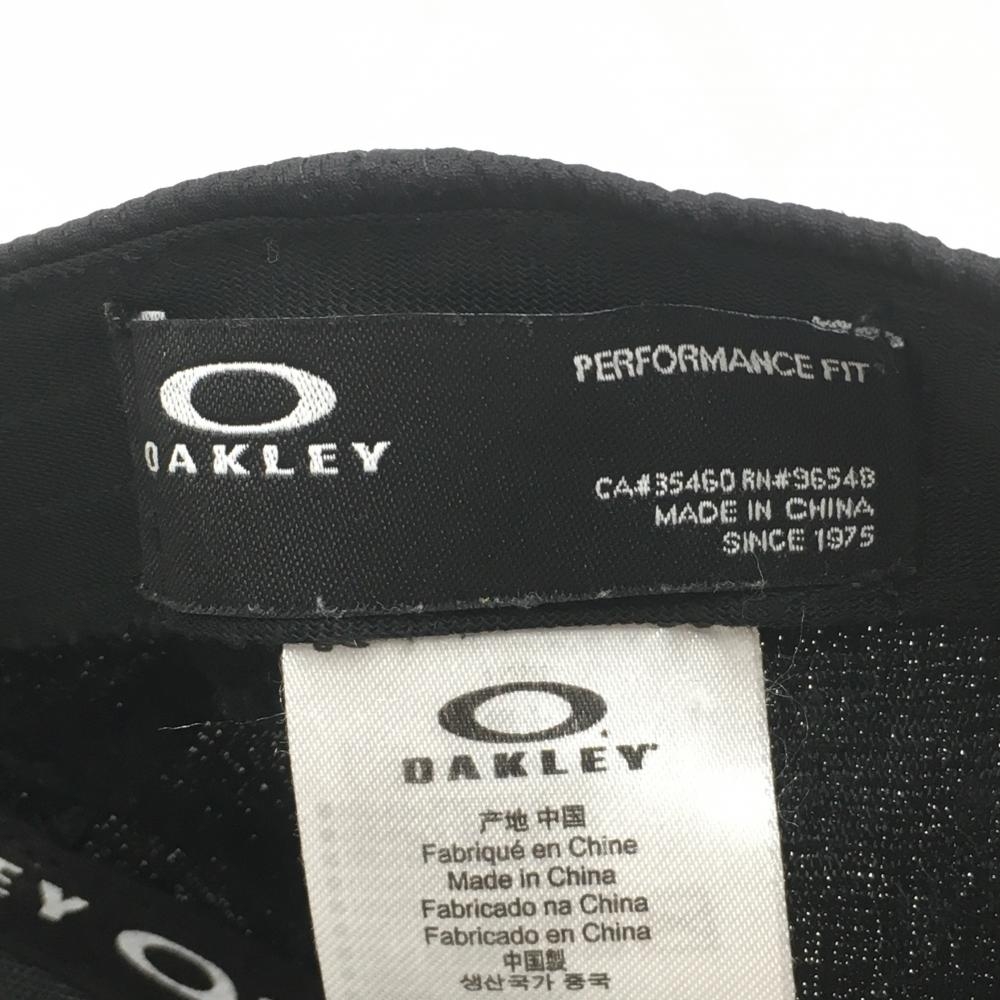 OAKLEY
PERFORMANCE FIT
CA#35460 RN#96548
MADE IN CHINA
SINCE 1975
OAKLEY
产地 中国
Fabriqué en Chine
Made in China
Fabricado na China
Fabricado en China
中国製
생산국가 중국
EY